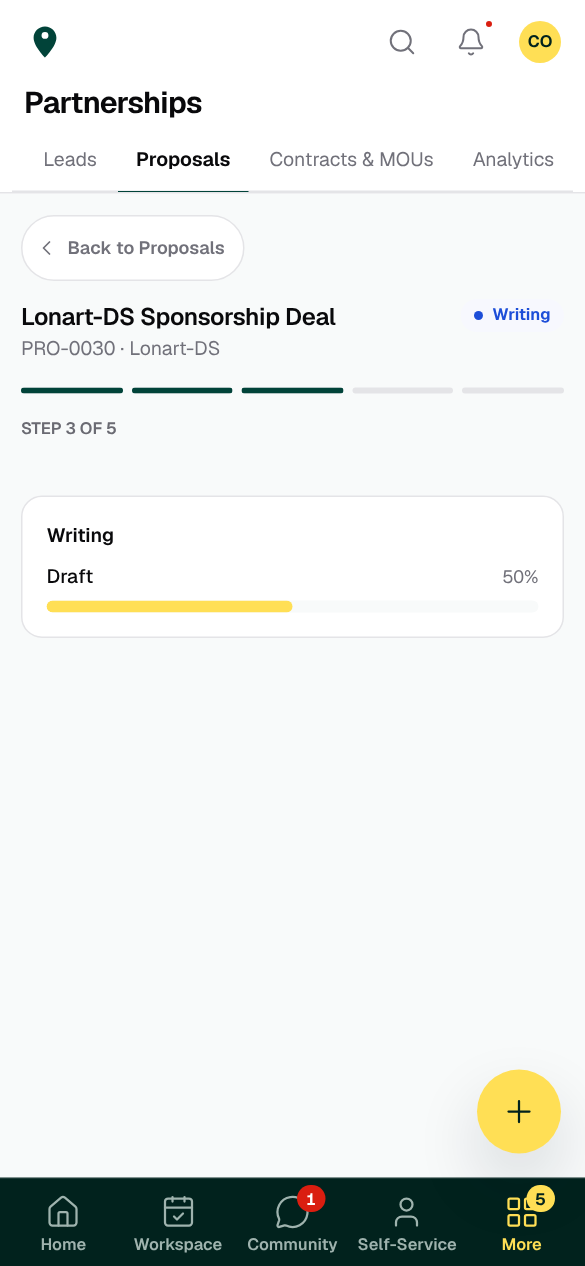 CO
Partnerships
Leads Proposals Contracts & MOUs Analytics
Back to Proposals
Lonart-DS Sponsorship Deal Writing
PRO-0030 · Lonart-DS
STEP 3 OF 5
Writing
Draft 50%
1 5
Home Workspace Community Self-Service More